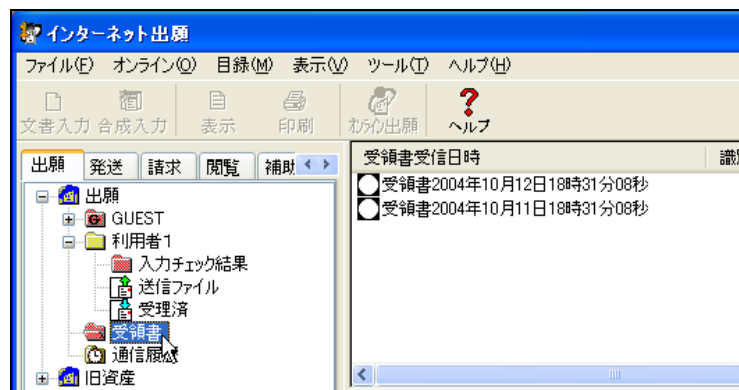 インターネット出願
ファイル(F) オンライン(O) 目録(M) 表示(V) ツール(T) ヘルプ(H)
文書入力 合成入力 表示 印刷 オンライン出願 ヘルプ
出願 発送 請求 閲覧 補助
受領書受信日時
出願
受領書2004年10月12日18時31分08秒
GUEST
受領書2004年10月11日18時31分08秒
利用者1
入力チェック結果
送信ファイル
受理済
受領書
通信履歴
旧資産